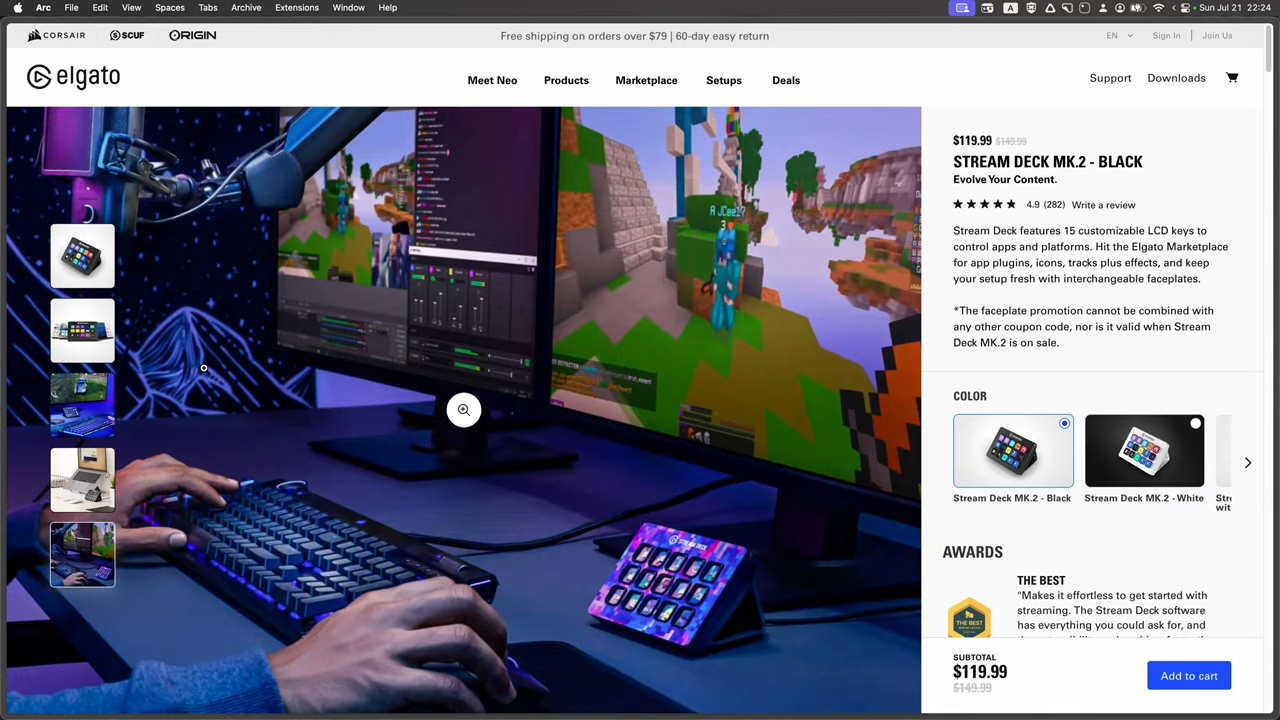 Arc File Edit View Spaces Tabs Archive Extensions Window Help
Sun Jul 21 22:24
CORSAIR SCUF ORIGIN
Free shipping on orders over $79 | 60-day easy return
EN Sign In | Join Us
elgato
Meet Neo Products Marketplace Setups Deals
Support Downloads
$119.99 $149.99
STREAM DECK MK.2 - BLACK
Evolve Your Content.
4.9 (282) Write a review
Stream Deck features 15 customizable LCD keys to
control apps and platforms. Hit the Elgato Marketplace
for app plugins, icons, tracks plus effects, and keep
your setup fresh with interchangeable faceplates.
*The faceplate promotion cannot be combined with
any other coupon code, nor is it valid when Stream
Deck MK.2 is on sale.
COLOR
Stream Deck MK.2 - Black
Stream Deck MK.2 - White
STREAM DECK
AWARDS
THE BEST
THE BEST
"Makes it effortless to get started with
streaming. The Stream Deck software
has everything you could ask for, and
SUBTOTAL
$119.99
$149.99
Add to cart